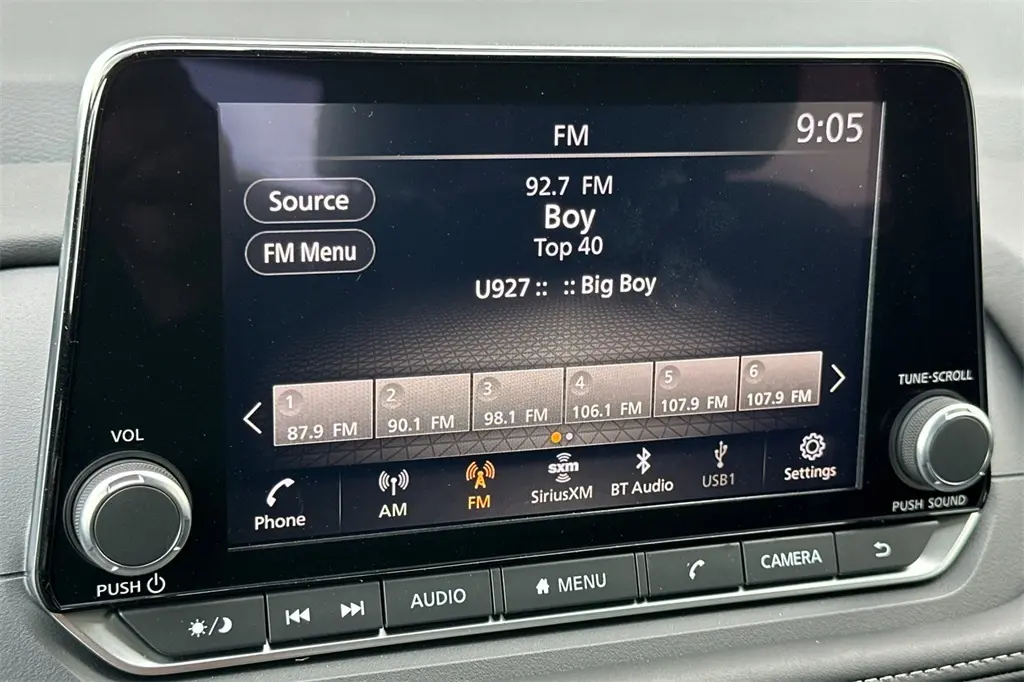 FM
9:05
Source
FM Menu
92.7 FM
Boy
Top 40
U927 :: :: Big Boy
1
87.9 FM
2
90.1 FM
3
98.1 FM
4
106.1 FM
5
107.9 FM
6
107.9 FM
Phone
AM
FM
sxm
SiriusXM
BT Audio
USB1
Settings
VOL
PUSH
TUNE·SCROLL
PUSH SOUND
AUDIO
MENU
CAMERA